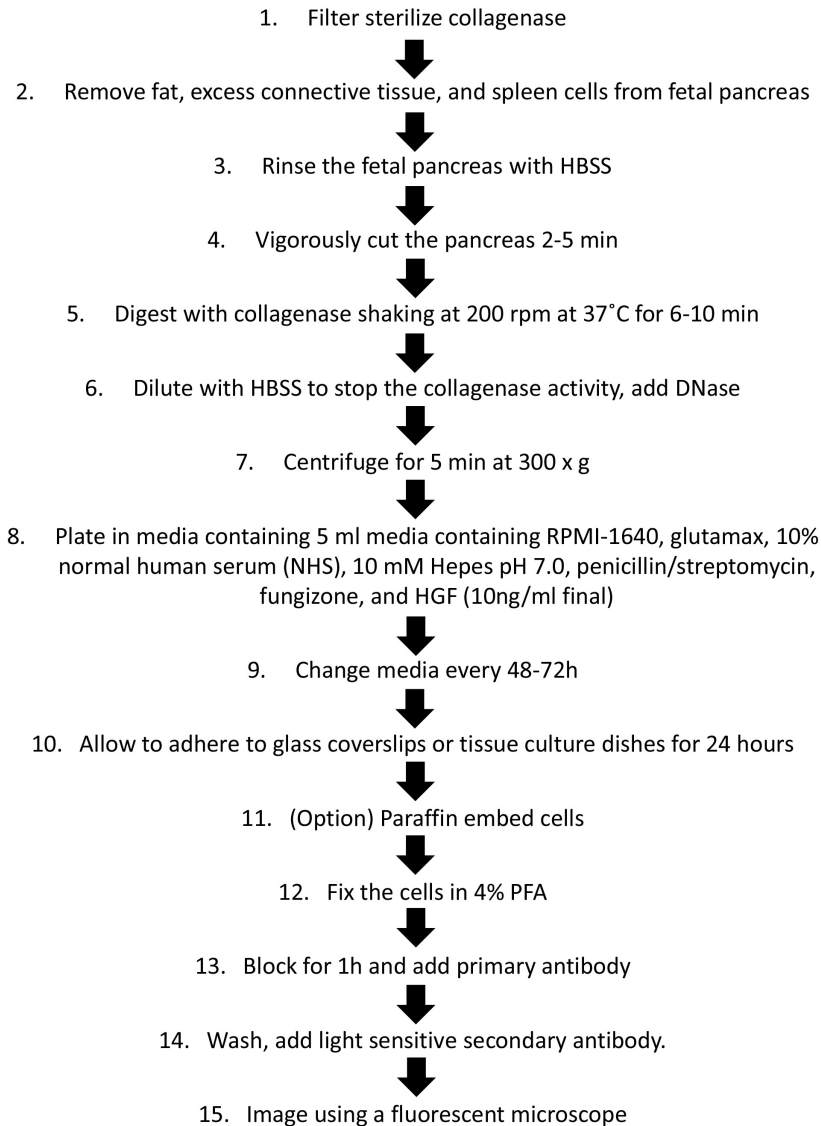 1. Filter sterilize collagenase
2. Remove fat, excess connective tissue, and spleen cells from fetal pancreas
3. Rinse the fetal pancreas with HBSS
4. Vigorously cut the pancreas 2-5 min
5. Digest with collagenase shaking at 200 rpm at 37˚C for 6-10 min
6. Dilute with HBSS to stop the collagenase activity, add DNase
7. Centrifuge for 5 min at 300 x g
8. Plate in media containing 5 ml media containing RPMI-1640, glutamax, 10%
normal human serum (NHS), 10 mM Hepes pH 7.0, penicillin/streptomycin,
fungizone, and HGF (10ng/ml final)
9. Change media every 48-72h
10. Allow to adhere to glass coverslips or tissue culture dishes for 24 hours
11. (Option) Paraffin embed cells
12. Fix the cells in 4% PFA
13. Block for 1h and add primary antibody
14. Wash, add light sensitive secondary antibody.
15. Image using a fluorescent microscope